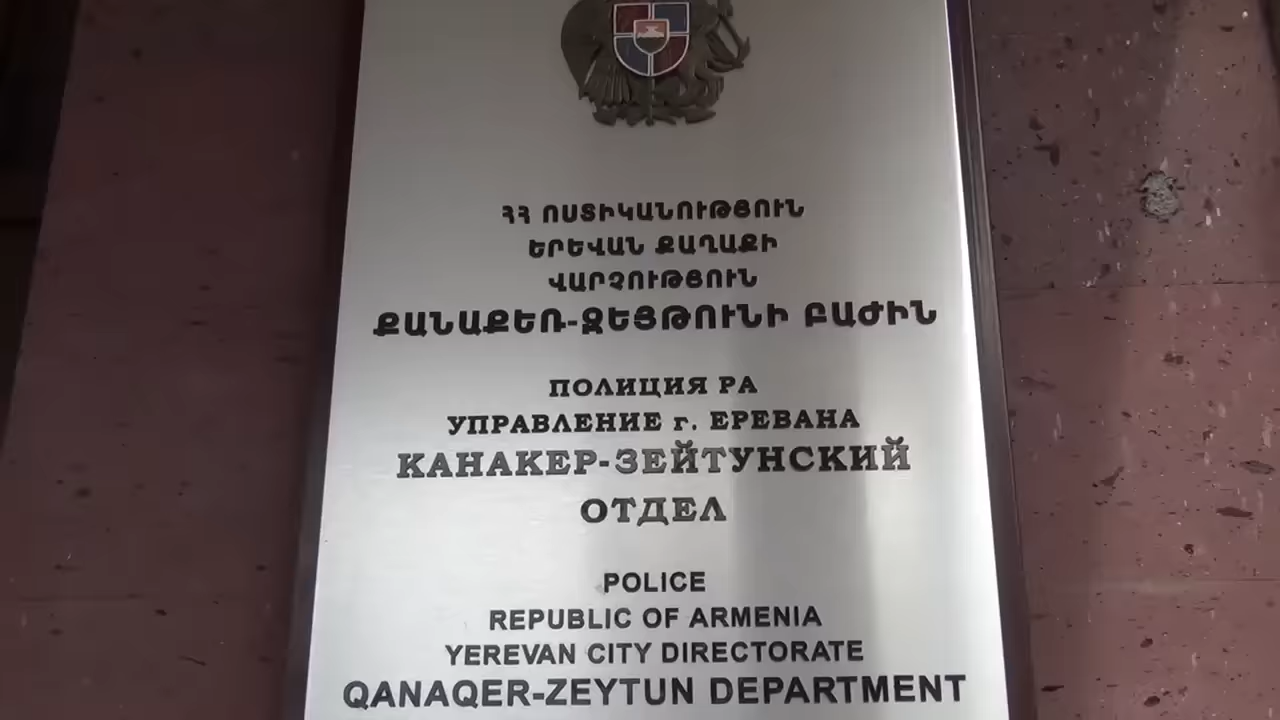 ՀՀ ՈՍՏԻԿԱՆՈՒԹՅՈՒՆ
ԵՐԵՎԱՆ ՔԱՂԱՔԻ
ՎԱՐՉՈՒԹՅՈՒՆ
ՔԱՆԱՔԵՌ-ԶԵՅԹՈՒՆԻ ԲԱԺԻՆ
ПОЛИЦИЯ РА
УПРАВЛЕНИЕ г. ЕРЕВАНА
КАНАКЕР-ЗЕЙТУНСКИЙ
ОТДЕЛ
POLICE
REPUBLIC OF ARMENIA
YEREVAN CITY DIRECTORATE
QANAQER-ZEYTUN DEPARTMENT